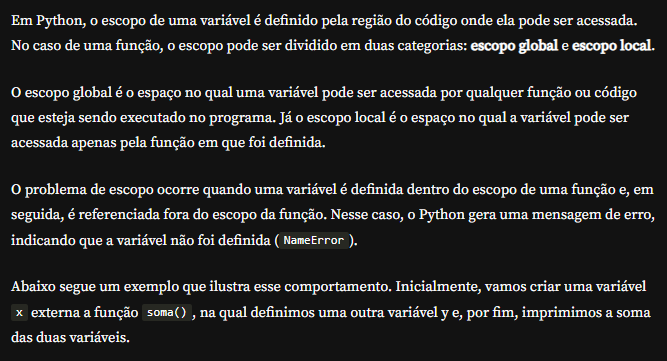 Em Python, o escopo de uma variável é definido pela região do código onde ela pode ser acessada.
No caso de uma função, o escopo pode ser dividido em duas categorias: escopo global e escopo local.
O escopo global é o espaço no qual uma variável pode ser acessada por qualquer função ou código
que esteja sendo executado no programa. Já o escopo local é o espaço no qual a variável pode ser
acessada apenas pela função em que foi definida.
O problema de escopo ocorre quando uma variável é definida dentro do escopo de uma função e, em
seguida, é referenciada fora do escopo da função. Nesse caso, o Python gera uma mensagem de erro,
indicando que a variável não foi definida ( NameError ).
Abaixo segue um exemplo que ilustra esse comportamento. Inicialmente, vamos criar uma variável
x externa a função soma() , na qual definimos uma outra variável y e, por fim, imprimimos a soma
das duas variáveis.